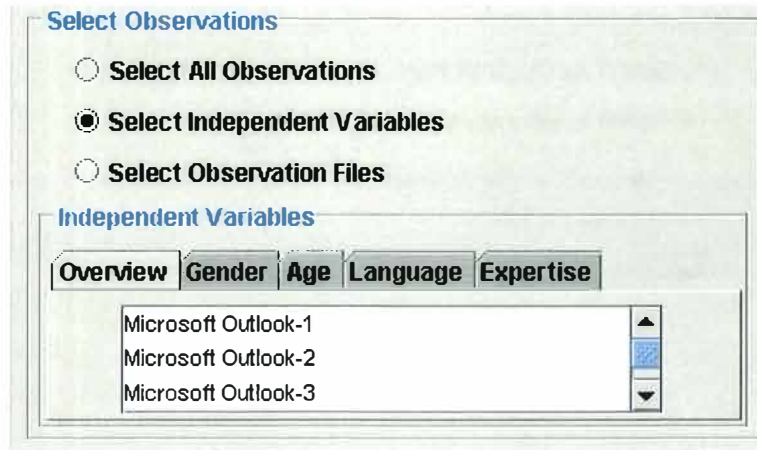 Select Observations
Select All Observations
Select Independent Variables
Select Observation Files
Independent Variables
Overview Gender Age Language Expertise
Microsoft Outlook-1
Microsoft Outlook-2
Microsoft Outlook-3